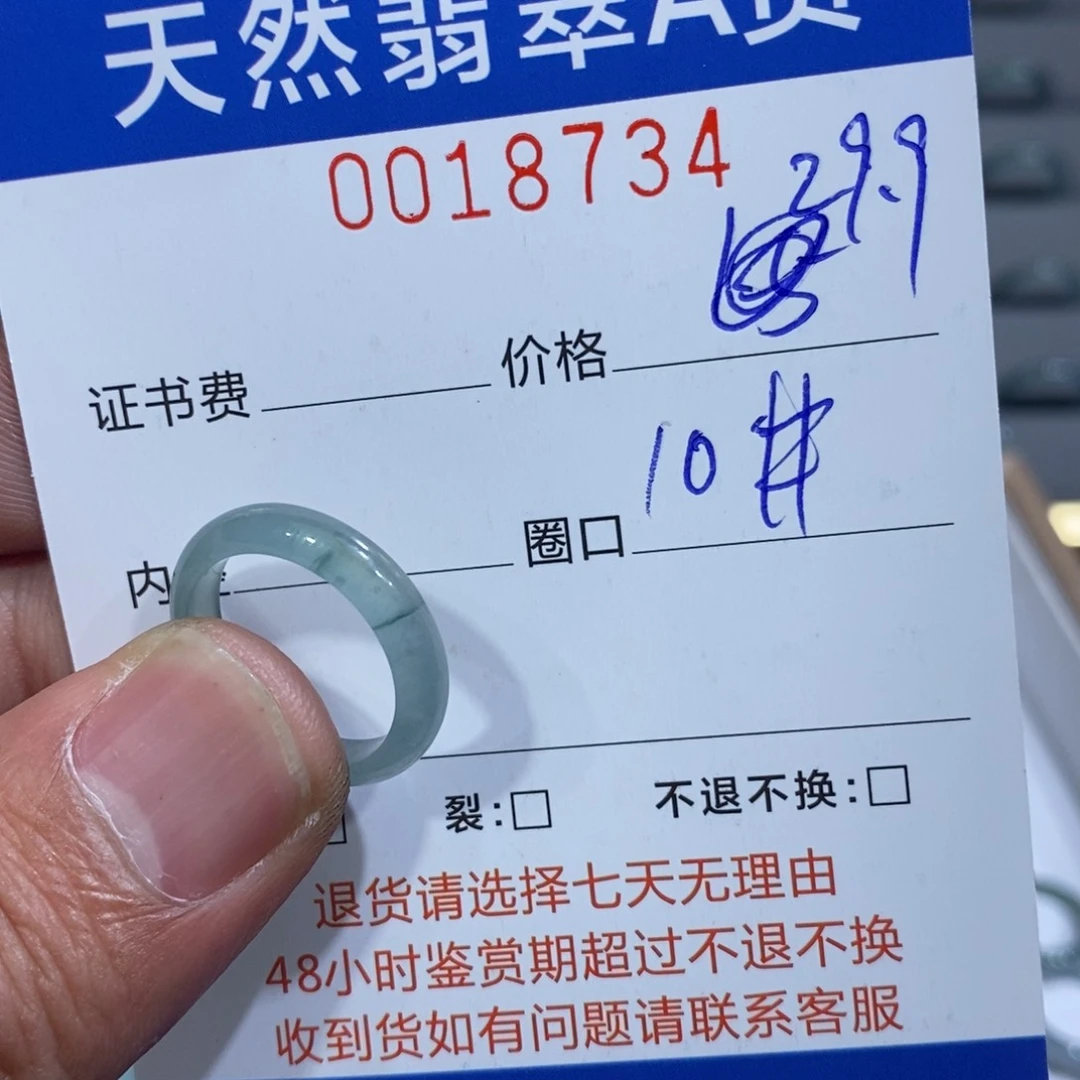 天然翡翠A货
0018734
29.9
证书费 价格
10#
内 圈口
裂:□ 不退不换:□
退货请选择七天无理由
48小时鉴赏期超过不退不换
收到货如有问题请联系客服